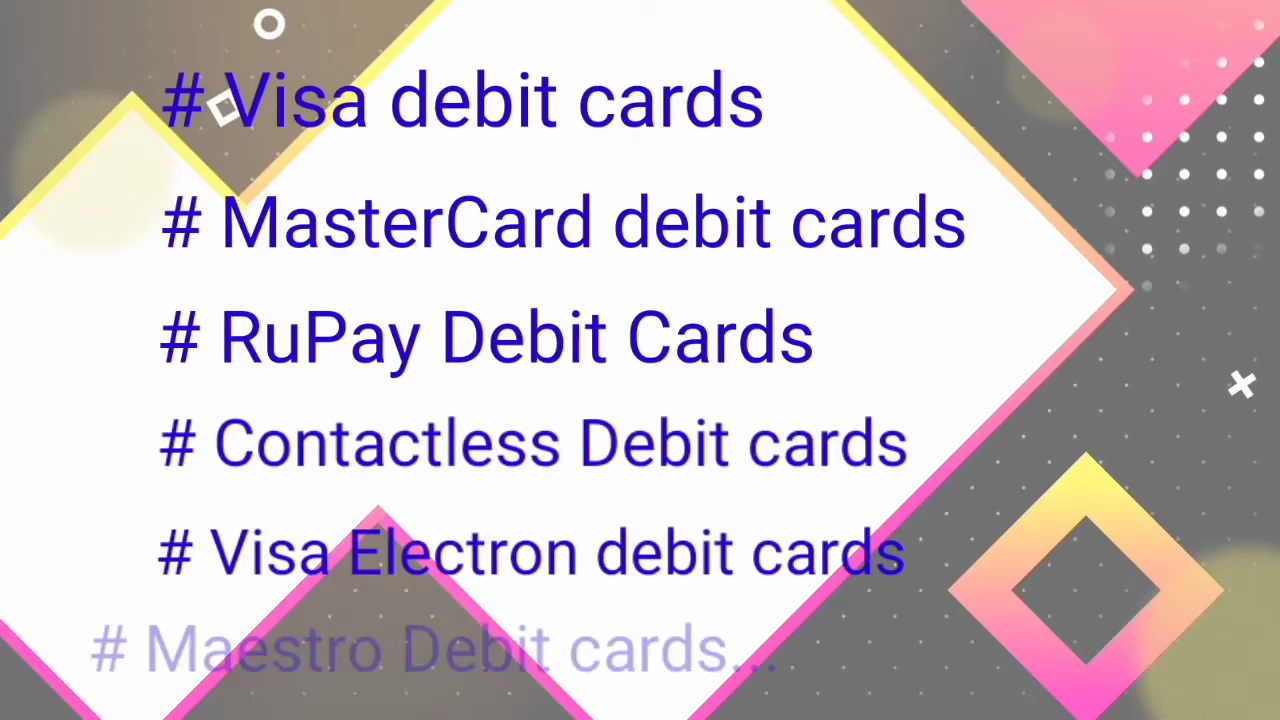 # Visa debit cards
# MasterCard debit cards
# RuPay Debit Cards
# Contactless Debit cards
# Visa Electron debit cards
# Maestro Debit cards...